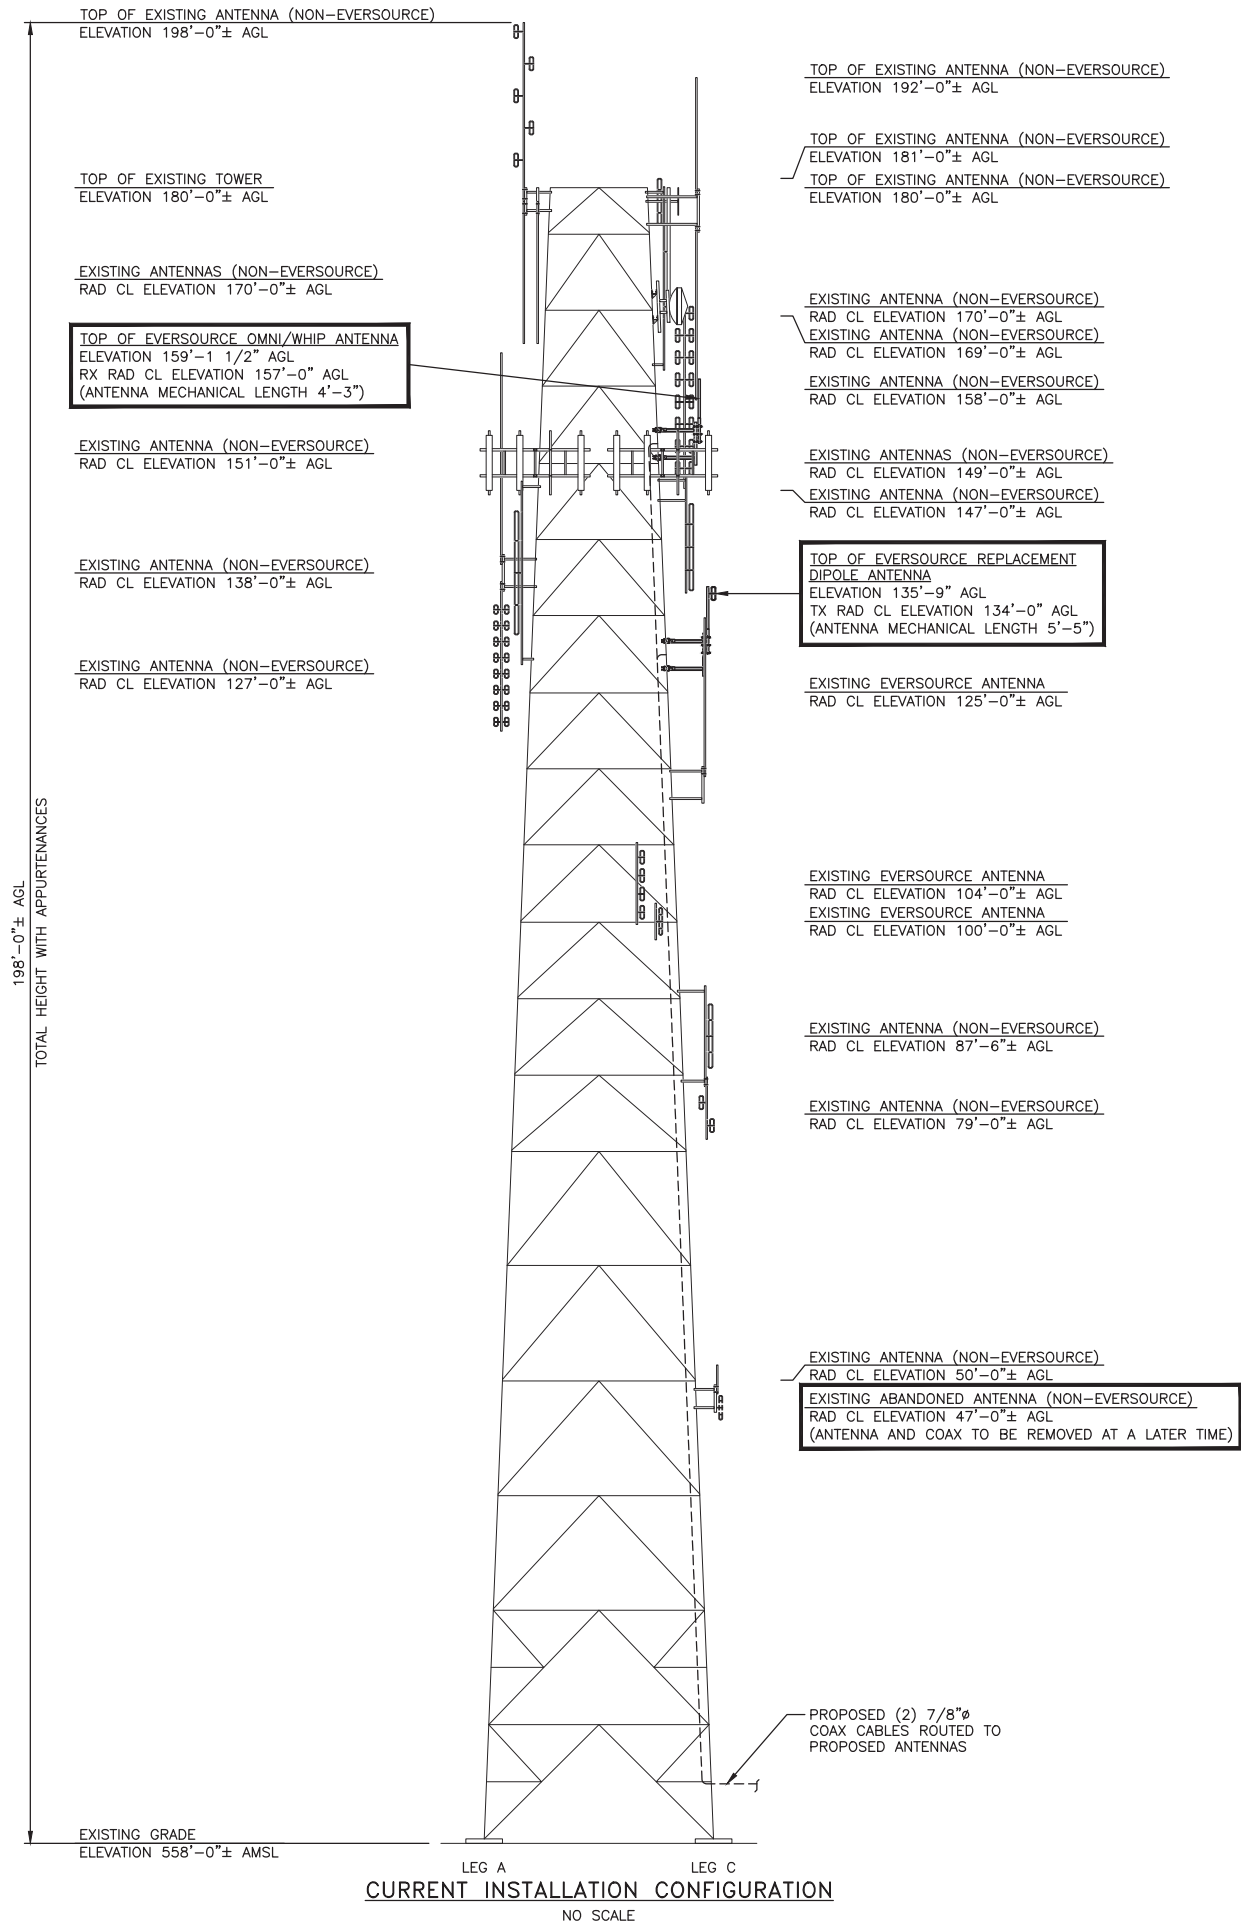 TOP OF EXISTING ANTENNA (NON-EVERSOURCE)
ELEVATION 198'-0"± AGL
TOP OF EXISTING TOWER
ELEVATION 180'-0"± AGL
EXISTING ANTENNAS (NON-EVERSOURCE)
RAD CL ELEVATION 170'-0"± AGL
TOP OF EVERSOURCE OMNI/WHIP ANTENNA
ELEVATION 159'-1 1/2" AGL
RX RAD CL ELEVATION 157'-0" AGL
(ANTENNA MECHANICAL LENGTH 4'-3")
EXISTING ANTENNA (NON-EVERSOURCE)
RAD CL ELEVATION 151'-0"± AGL
EXISTING ANTENNA (NON-EVERSOURCE)
RAD CL ELEVATION 138'-0"± AGL
EXISTING ANTENNA (NON-EVERSOURCE)
RAD CL ELEVATION 127'-0"± AGL
198'-0"± AGL
TOTAL HEIGHT WITH APPURTENANCES
EXISTING GRADE
ELEVATION 558'-0"± AMSL
TOP OF EXISTING ANTENNA (NON-EVERSOURCE)
ELEVATION 192'-0"± AGL
TOP OF EXISTING ANTENNA (NON-EVERSOURCE)
ELEVATION 181'-0"± AGL
TOP OF EXISTING ANTENNA (NON-EVERSOURCE)
ELEVATION 180'-0"± AGL
EXISTING ANTENNA (NON-EVERSOURCE)
RAD CL ELEVATION 170'-0"± AGL
EXISTING ANTENNA (NON-EVERSOURCE)
RAD CL ELEVATION 169'-0"± AGL
EXISTING ANTENNA (NON-EVERSOURCE)
RAD CL ELEVATION 158'-0"± AGL
EXISTING ANTENNAS (NON-EVERSOURCE)
RAD CL ELEVATION 149'-0"± AGL
EXISTING ANTENNA (NON-EVERSOURCE)
RAD CL ELEVATION 147'-0"± AGL
TOP OF EVERSOURCE REPLACEMENT
DIPOLE ANTENNA
ELEVATION 135'-9" AGL
TX RAD CL ELEVATION 134'-0" AGL
(ANTENNA MECHANICAL LENGTH 5'-5")
EXISTING EVERSOURCE ANTENNA
RAD CL ELEVATION 125'-0"± AGL
EXISTING EVERSOURCE ANTENNA
RAD CL ELEVATION 104'-0"± AGL
EXISTING EVERSOURCE ANTENNA
RAD CL ELEVATION 100'-0"± AGL
EXISTING ANTENNA (NON-EVERSOURCE)
RAD CL ELEVATION 87'-6"± AGL
EXISTING ANTENNA (NON-EVERSOURCE)
RAD CL ELEVATION 79'-0"± AGL
EXISTING ANTENNA (NON-EVERSOURCE)
RAD CL ELEVATION 50'-0"± AGL
EXISTING ABANDONED ANTENNA (NON-EVERSOURCE)
RAD CL ELEVATION 47'-0"± AGL
(ANTENNA AND COAX TO BE REMOVED AT A LATER TIME)
PROPOSED (2) 7/8"ø
COAX CABLES ROUTED TO
PROPOSED ANTENNAS
LEG A
LEG C
CURRENT INSTALLATION CONFIGURATION
NO SCALE